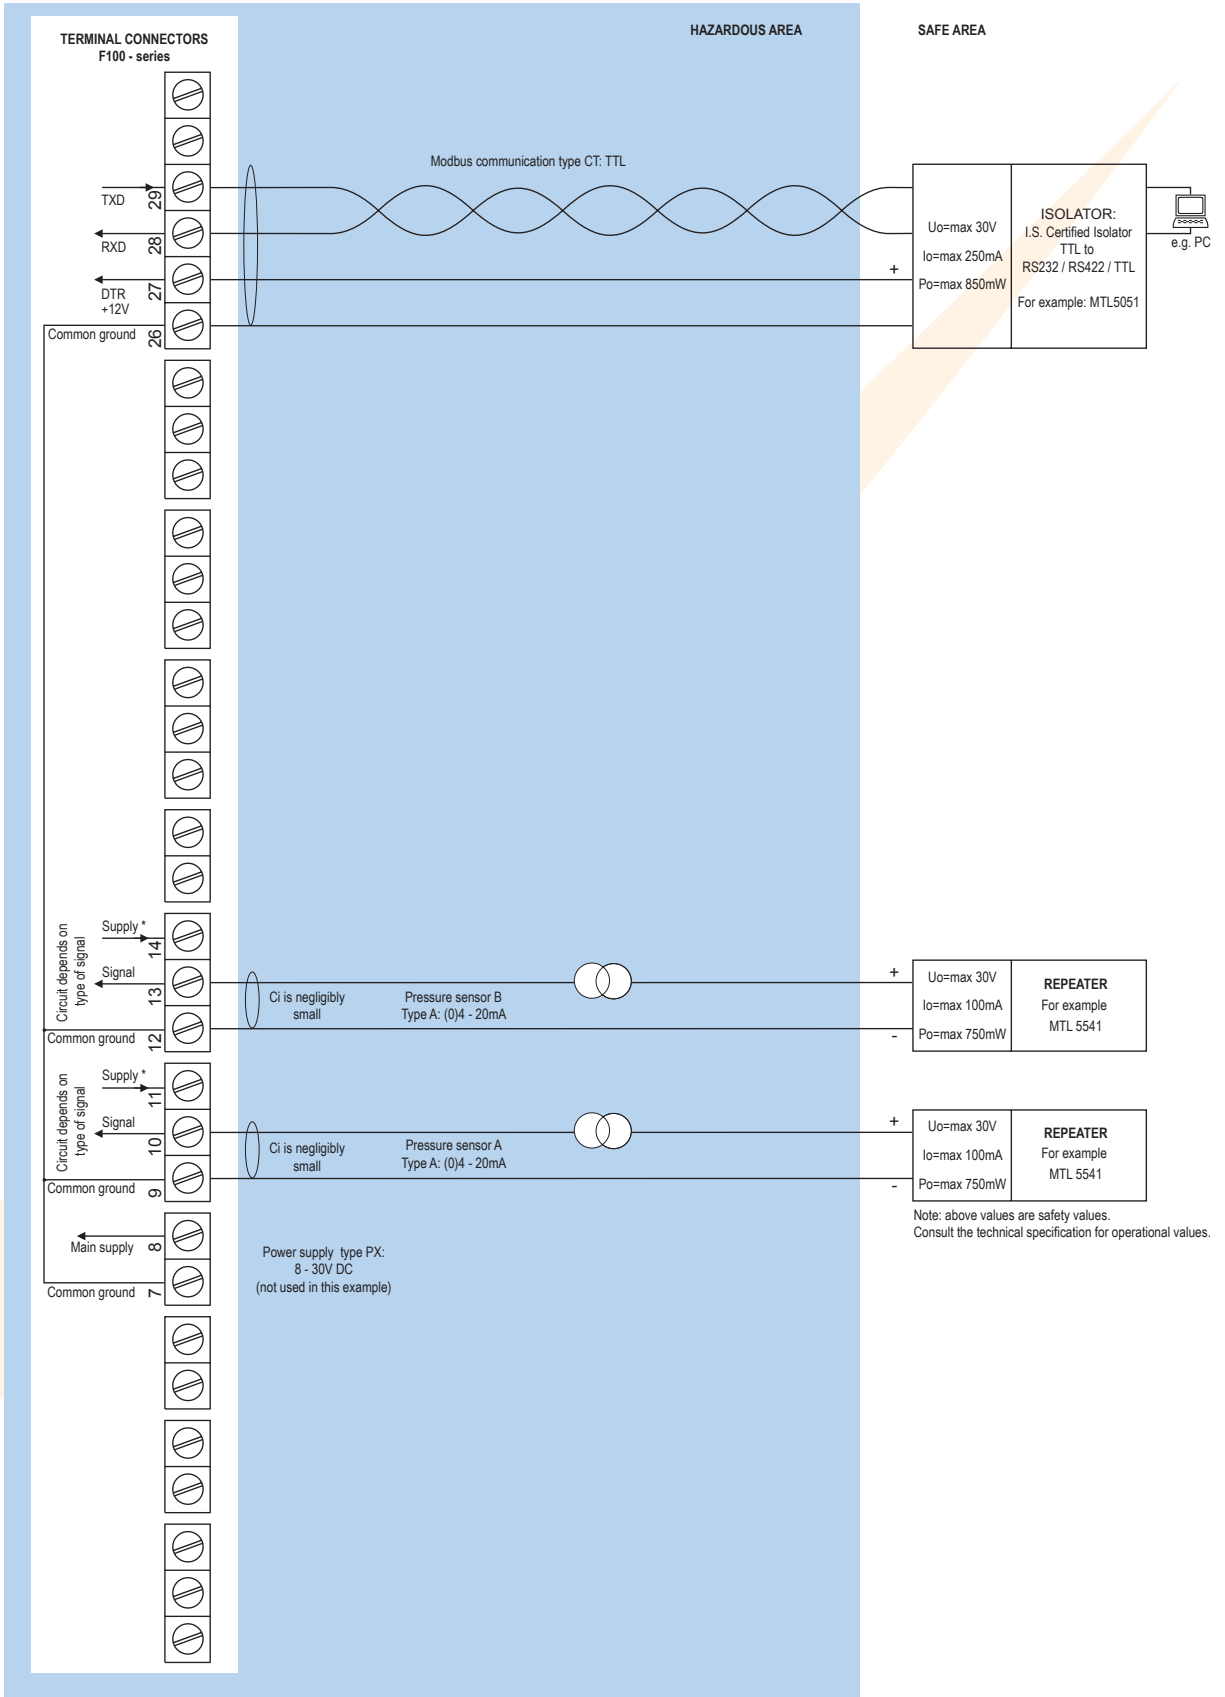 TERMINAL CONNECTORS
F100 - series
HAZARDOUS AREA
SAFE AREA
Modbus communication type CT: TTL
TXD
29
RXD
28
DTR
+12V
27
Common ground
26
+
Uo=max 30V
Io=max 250mA
Po=max 850mW
ISOLATOR:
I.S. Certified Isolator
TTL to
RS232 / RS422 / TTL
For example: MTL5051
e.g. PC
Circuit depends on
type of signal
Supply *
14
Signal
13
Common ground
12
Ci is negligibly
small
Pressure sensor B
Type A: (0)4 - 20mA
+
-
Uo=max 30V
Io=max 100mA
Po=max 750mW
REPEATER
For example
MTL 5541
Circuit depends on
type of signal
Supply *
11
Signal
10
Common ground
9
Ci is negligibly
small
Pressure sensor A
Type A: (0)4 - 20mA
+
-
Uo=max 30V
Io=max 100mA
Po=max 750mW
REPEATER
For example
MTL 5541
Note: above values are safety values.
Consult the technical specification for operational values.
Main supply
8
Common ground
7
Power supply type PX:
8 - 30V DC
(not used in this example)